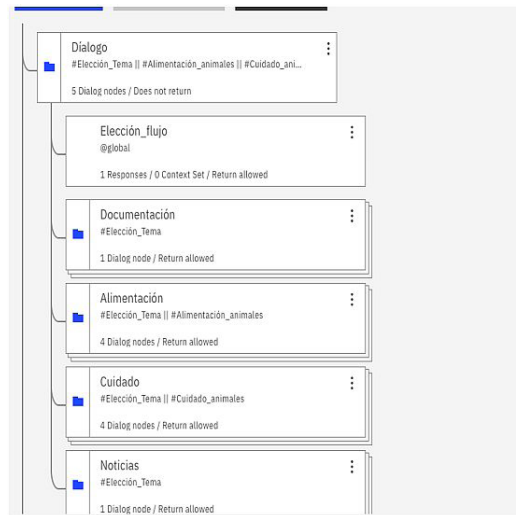 Díalogo
#Elección_Tema || #Alimentación_animales || #Cuidado_ani...
5 Dialog nodes / Does not return
Elección_flujo
@global
1 Responses / 0 Context Set / Return allowed
Documentación
#Elección_Tema
1 Dialog node / Return allowed
Alimentación
#Elección_Tema || #Alimentación_animales
4 Dialog nodes / Return allowed
Cuidado
#Elección_Tema || #Cuidado_animales
4 Dialog nodes / Return allowed
Noticias
#Elección_Tema
1 Dialog node / Return allowed